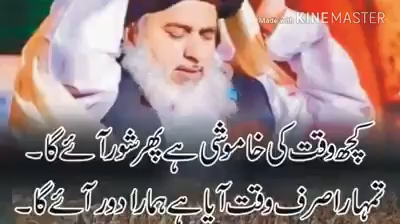 Made with KINEMASTER
کچھ وقت کی خاموشی ہے پھر شور آئے گا۔
تمہارا صرف وقت آیا ہے ہمارا دور آئے گا۔